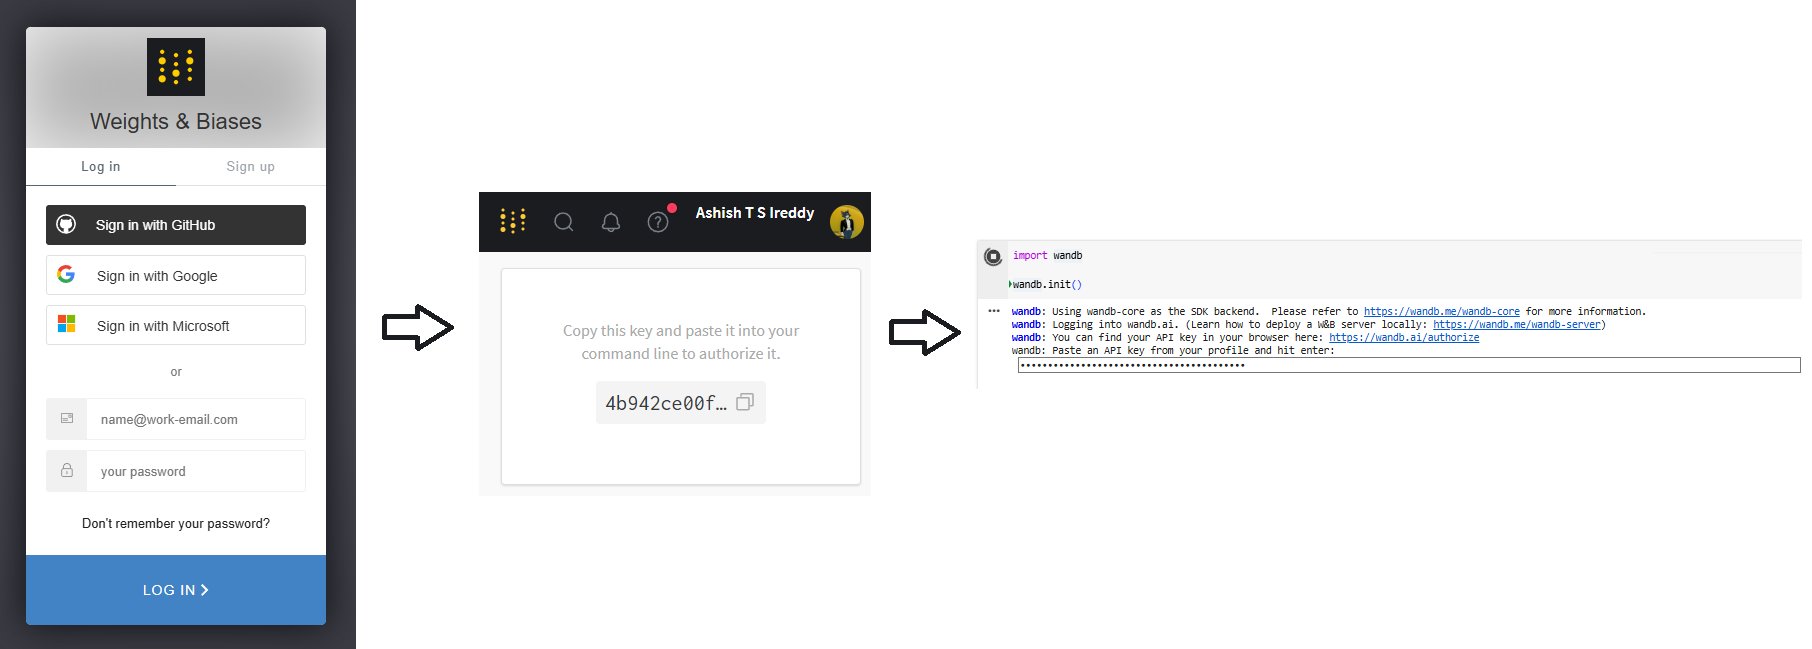 Weights & Biases
Log in
Sign up
Sign in with GitHub
Sign in with Google
Sign in with Microsoft
or
name@work-email.com
your password
Don't remember your password?
LOG IN
Ashish T S Ireddy
Copy this key and paste it into your
command line to authorize it.
4b942ce00f...
import wandb
wandb.init()
wandb: Using wandb-core as the SDK backend.  Please refer to https://wandb.me/wandb-core for more information.
wandb: Logging into wandb.ai. (Learn how to deploy a W&B server locally: https://wandb.me/wandb-server)
wandb: You can find your API key in your browser here: https://wandb.ai/authorize
wandb: Paste an API key from your profile and hit enter: